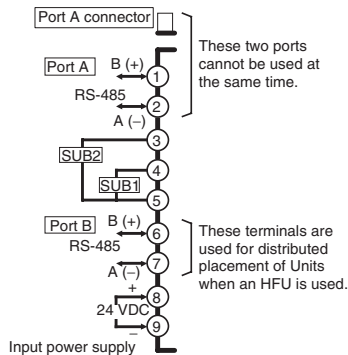 Port A connector
These two ports
cannot be used at
the same time.
Port A
B (+)
1
RS-485
2
A (−)
3
SUB2
4
SUB1
5
Port B
B (+)
6
RS-485
7
A (−)
These terminals are
used for distributed
placement of Units
when an HFU is used.
+
8
24 VDC
9
−
Input power supply